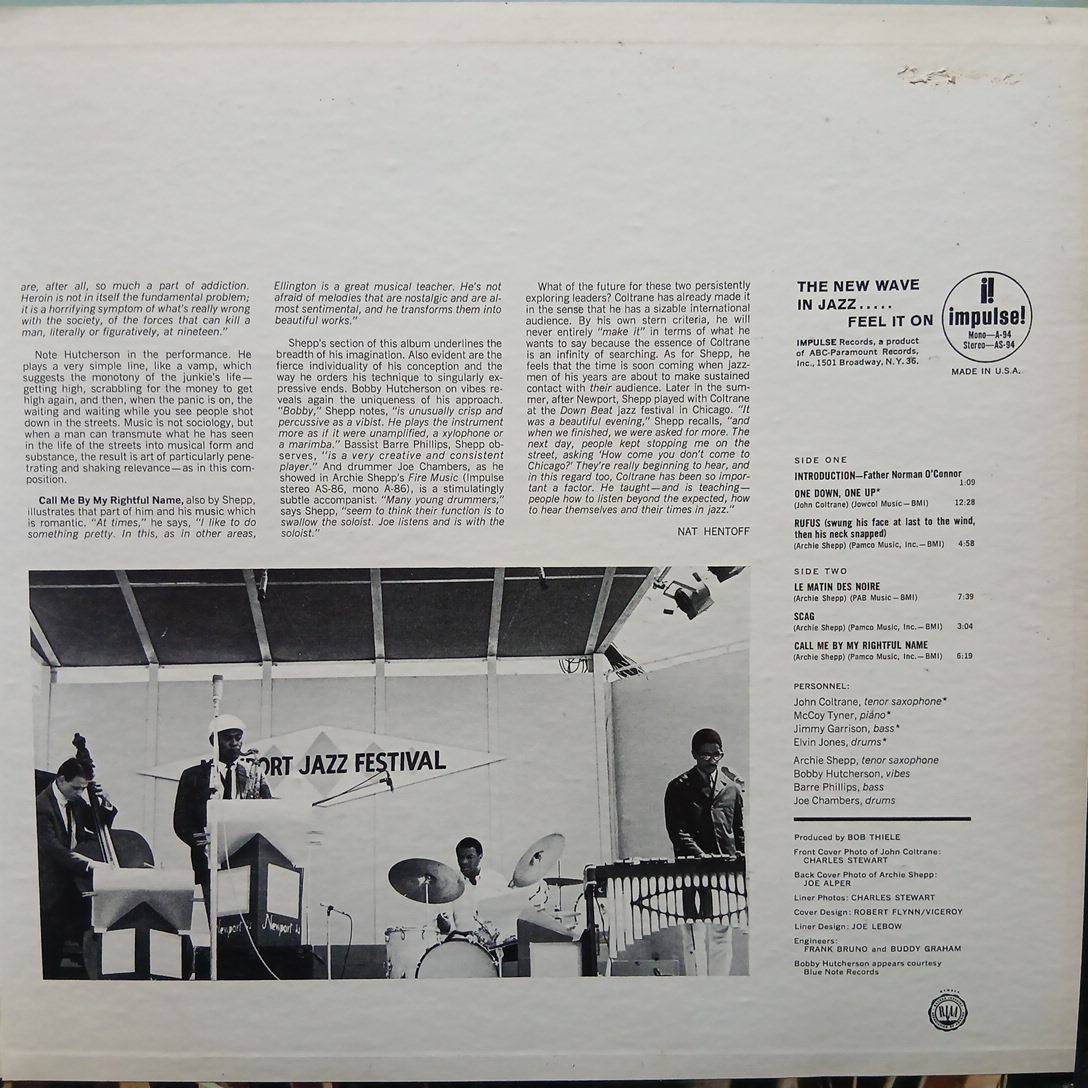 are, after all, so much a part of addiction.
Heroin is not in itself the fundamental problem;
it is a horrifying symptom of what's really wrong
with the society, of the forces that can kill a
man, literally or figuratively, at nineteen."
Note Hutcherson in the performance. He
plays a very simple line, like a vamp, which
suggests the monotony of the junkie's life—
getting high, scrabbling for the money to get
high again, and then, when the panic is on, the
waiting and waiting while you see people shot
down in the streets. Music is not sociology, but
when a man can transmute what he has seen
in the life of the streets into musical form and
substance, the result is art of particularly pene-
trating and shaking relevance—as in this com-
position.
Call Me By My Rightful Name, also by Shepp,
illustrates that part of him and his music which
is romantic. "At times," he says, "I like to do
something pretty. In this, as in other areas,
Ellington is a great musical teacher. He's not
afraid of melodies that are nostalgic and are al-
most sentimental, and he transforms them into
beautiful works."
Shepp's section of this album underlines the
breadth of his imagination. Also evident are the
fierce individuality of his conception and the
way he orders his technique to singularly ex-
pressive ends. Bobby Hutcherson on vibes re-
veals again the uniqueness of his approach.
"Bobby," Shepp notes, "is unusually crisp and
percussive as a vibist. He plays the instrument
more as if it were unamplified, a xylophone or
a marimba." Bassist Barre Phillips, Shepp ob-
serves, "is a very creative and consistent
player." And drummer Joe Chambers, as he
showed in Archie Shepp's Fire Music (Impulse
stereo AS-86, mono A-86), is a stimulatingly
subtle accompanist. "Many young drummers,"
says Shepp, "seem to think their function is to
swallow the soloist. Joe listens and is with the
soloist."
What of the future for these two persistently
exploring leaders? Coltrane has already made it
in the sense that he has a sizable international
audience. By his own stern criteria, he will
never entirely "make it" in terms of what he
wants to say because the essence of Coltrane
is an infinity of searching. As for Shepp, he
feels that the time is soon coming when jazz-
men of his years are about to make sustained
contact with their audience. Later in the sum-
mer, after Newport, Shepp played with Coltrane
at the Down Beat jazz festival in Chicago. "It
was a beautiful evening," Shepp recalls, "and
when we finished, we were asked for more. The
next day, people kept stopping me on the
street, asking 'How come you don't come to
Chicago?' They're really beginning to hear, and
in this regard too, Coltrane has been so impor-
tant a factor. He taught—and is teaching—
people how to listen beyond the expected, how
to hear themselves and their times in jazz."
NAT HENTOFF
THE NEW WAVE
IN JAZZ.....
FEEL IT ON
IMPULSE Records, a product
of ABC-Paramount Records,
Inc., 1501 Broadway, N.Y. 36.
i!
impulse!
Mono—A-94
Stereo—AS-94
MADE IN U.S.A.
SIDE ONE
INTRODUCTION—Father Norman O'Connor
1:09
ONE DOWN, ONE UP*
(John Coltrane) (Jowcol Music—BMI) 12:28
RUFUS (swung his face at last to the wind,
then his neck snapped)
(Archie Shepp) (Pamco Music, Inc.—BMI) 4:58
SIDE TWO
LE MATIN DES NOIRE
(Archie Shepp) (PAB Music—BMI) 7:39
SCAG
(Archie Shepp) (Pamco Music, Inc.—BMI) 3:04
CALL ME BY MY RIGHTFUL NAME
(Archie Shepp) (Pamco Music, Inc.—BMI) 6:19
PERSONNEL:
John Coltrane, tenor saxophone*
McCoy Tyner, piano*
Jimmy Garrison, bass*
Elvin Jones, drums*
Archie Shepp, tenor saxophone
Bobby Hutcherson, vibes
Barre Phillips, bass
Joe Chambers, drums
Produced by BOB THIELE
Front Cover Photo of John Coltrane:
CHARLES STEWART
Back Cover Photo of Archie Shepp:
JOE ALPER
Liner Photos: CHARLES STEWART
Cover Design: ROBERT FLYNN/VICEROY
Liner Design: JOE LEBOW
Engineers:
FRANK BRUNO and BUDDY GRAHAM
Bobby Hutcherson appears courtesy
Blue Note Records
JAZZ FESTIVAL
Newport